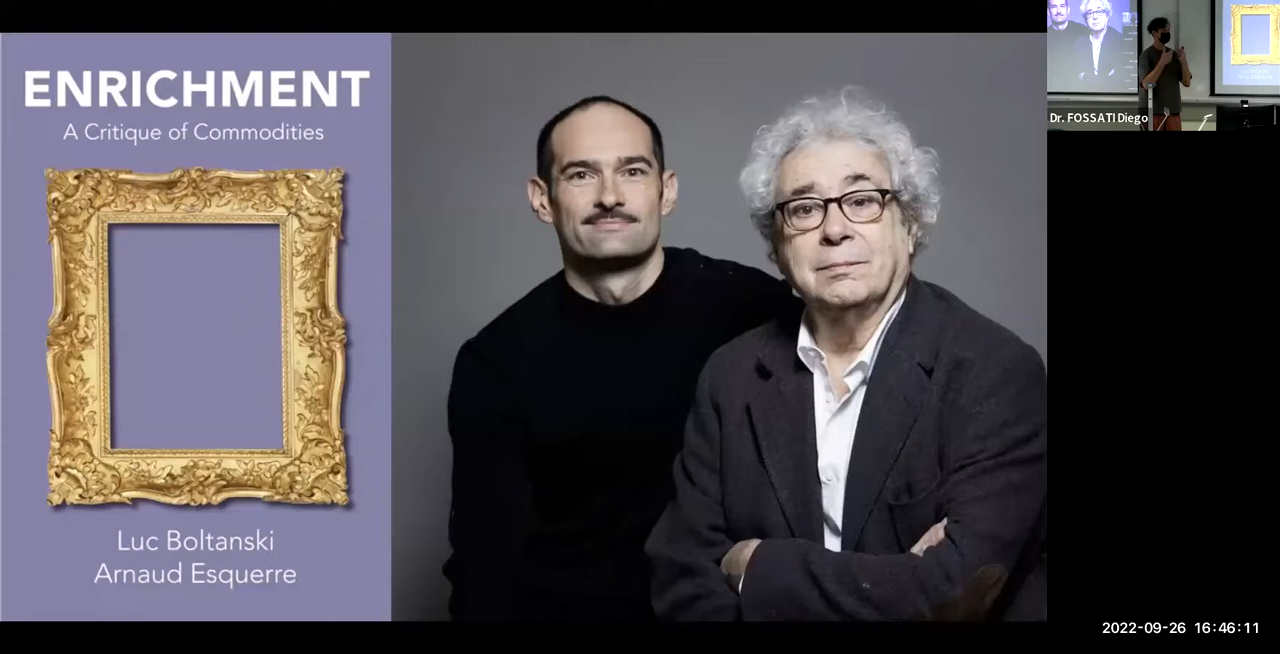 ENRICHMENT
A Critique of Commodities
Luc Boltanski
Arnaud Esquerre
Dr. FOSSATI Diego
2022-09-26 16:46:11